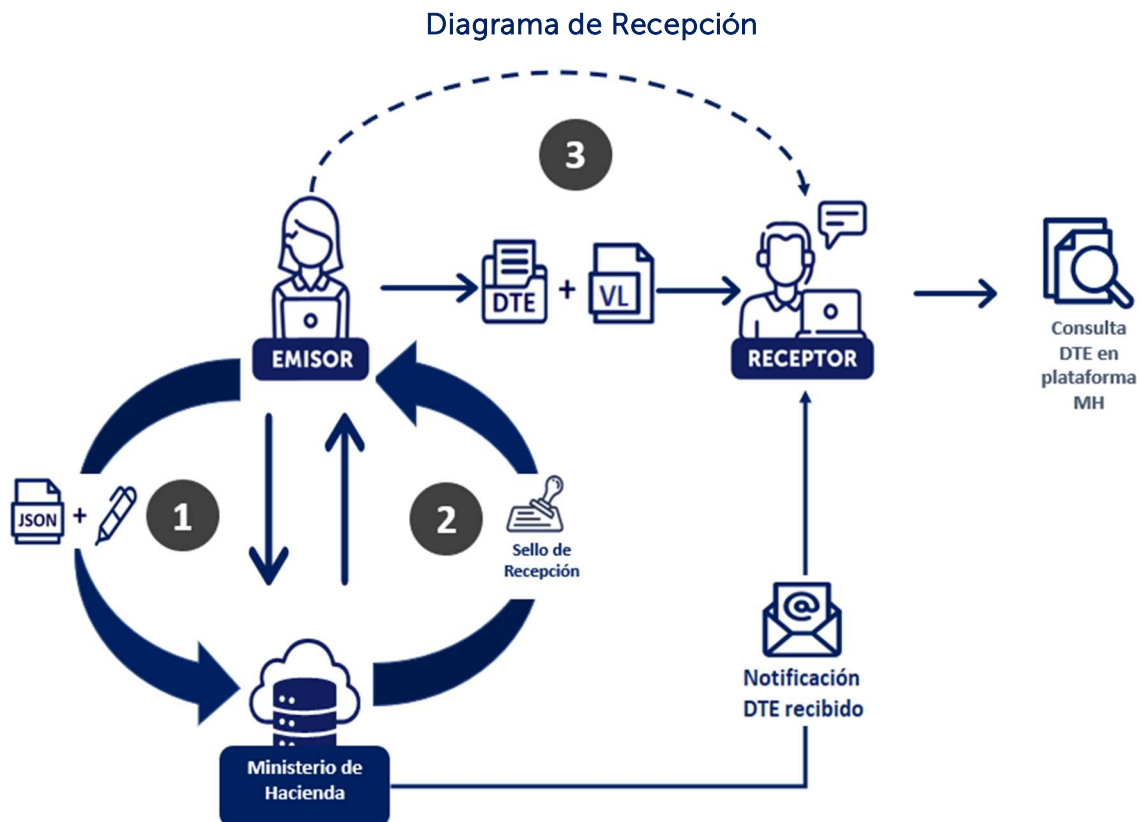 Diagrama de Recepción
3
DTE + VL
EMISOR
RECEPTOR
Consulta
DTE en
plataforma
MH
JSON +
1
2
Sello de
Recepción
@
Notificación
DTE recibido
Ministerio de
Hacienda